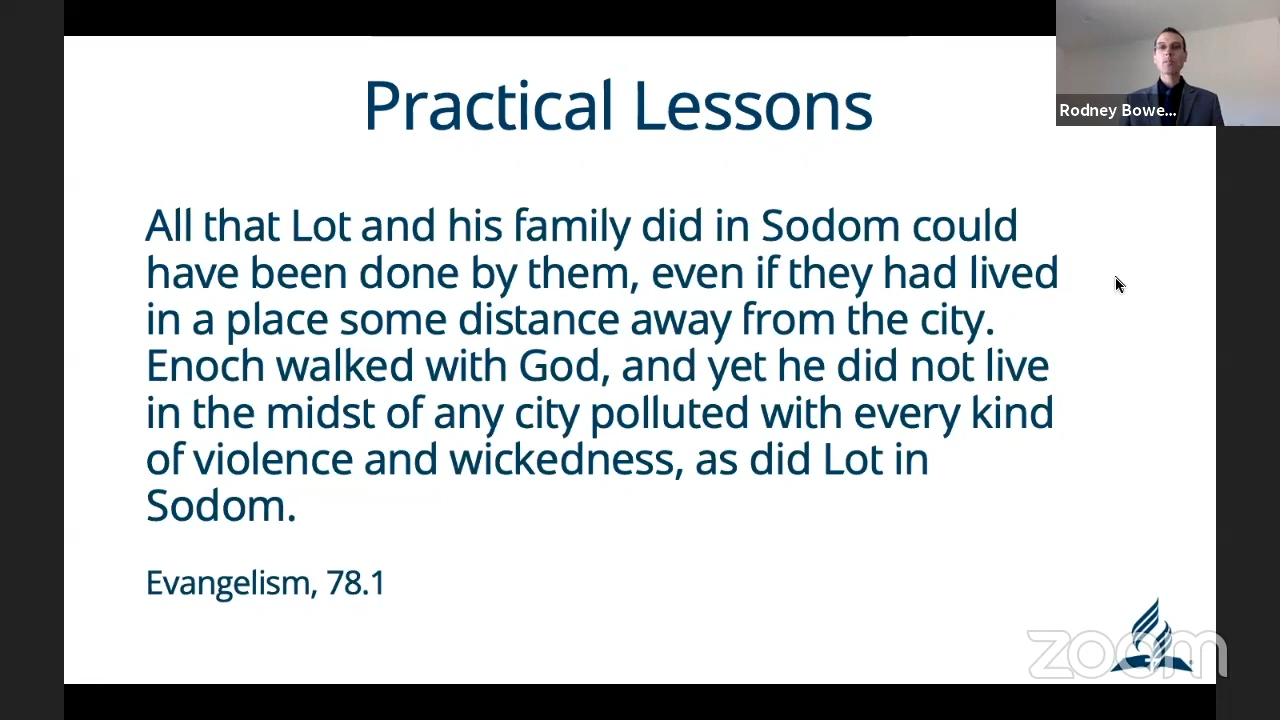 Practical Lessons
Rodney Bowe...
All that Lot and his family did in Sodom could
have been done by them, even if they had lived
in a place some distance away from the city.
Enoch walked with God, and yet he did not live
in the midst of any city polluted with every kind
of violence and wickedness, as did Lot in
Sodom.
Evangelism, 78.1
zoom